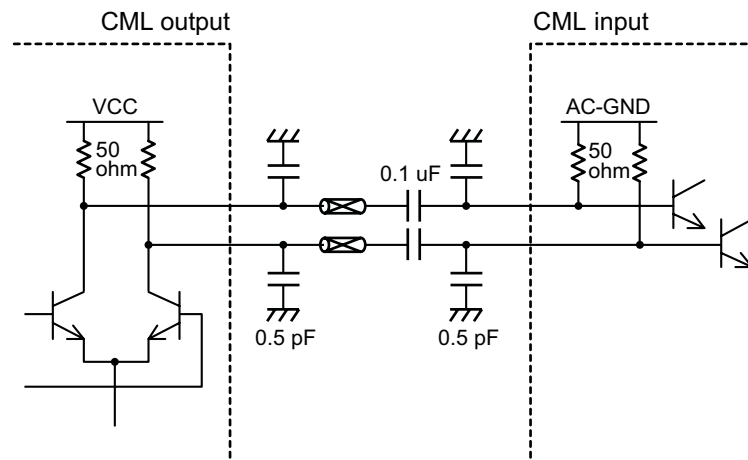 CML output
CML input
VCC
AC-GND
50
ohm
0.1 uF
50
ohm
0.5 pF
0.5 pF